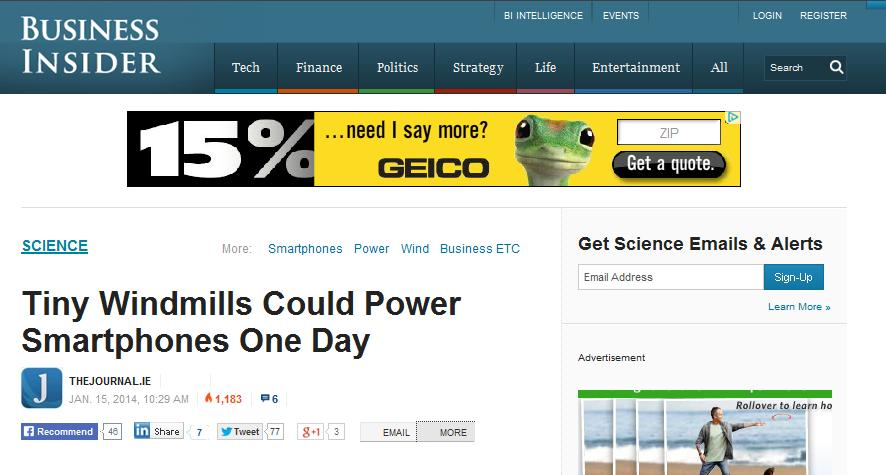 BUSINESS
INSIDER
BI INTELLIGENCE EVENTS LOGIN REGISTER
Tech Finance Politics Strategy Life Entertainment All Search
15%
...need I say more?
GEICO
ZIP
Get a quote.
SCIENCE
More: Smartphones Power Wind Business ETC
Tiny Windmills Could Power
Smartphones One Day
J
THEJOURNAL.IE
JAN. 15, 2014, 10:29 AM 1,183 6
Recommend 46 in Share 7 Tweet 77 g+1 3 EMAIL MORE
Get Science Emails & Alerts
Email Address Sign-Up
Learn More »
Advertisement
Rollover to learn ho